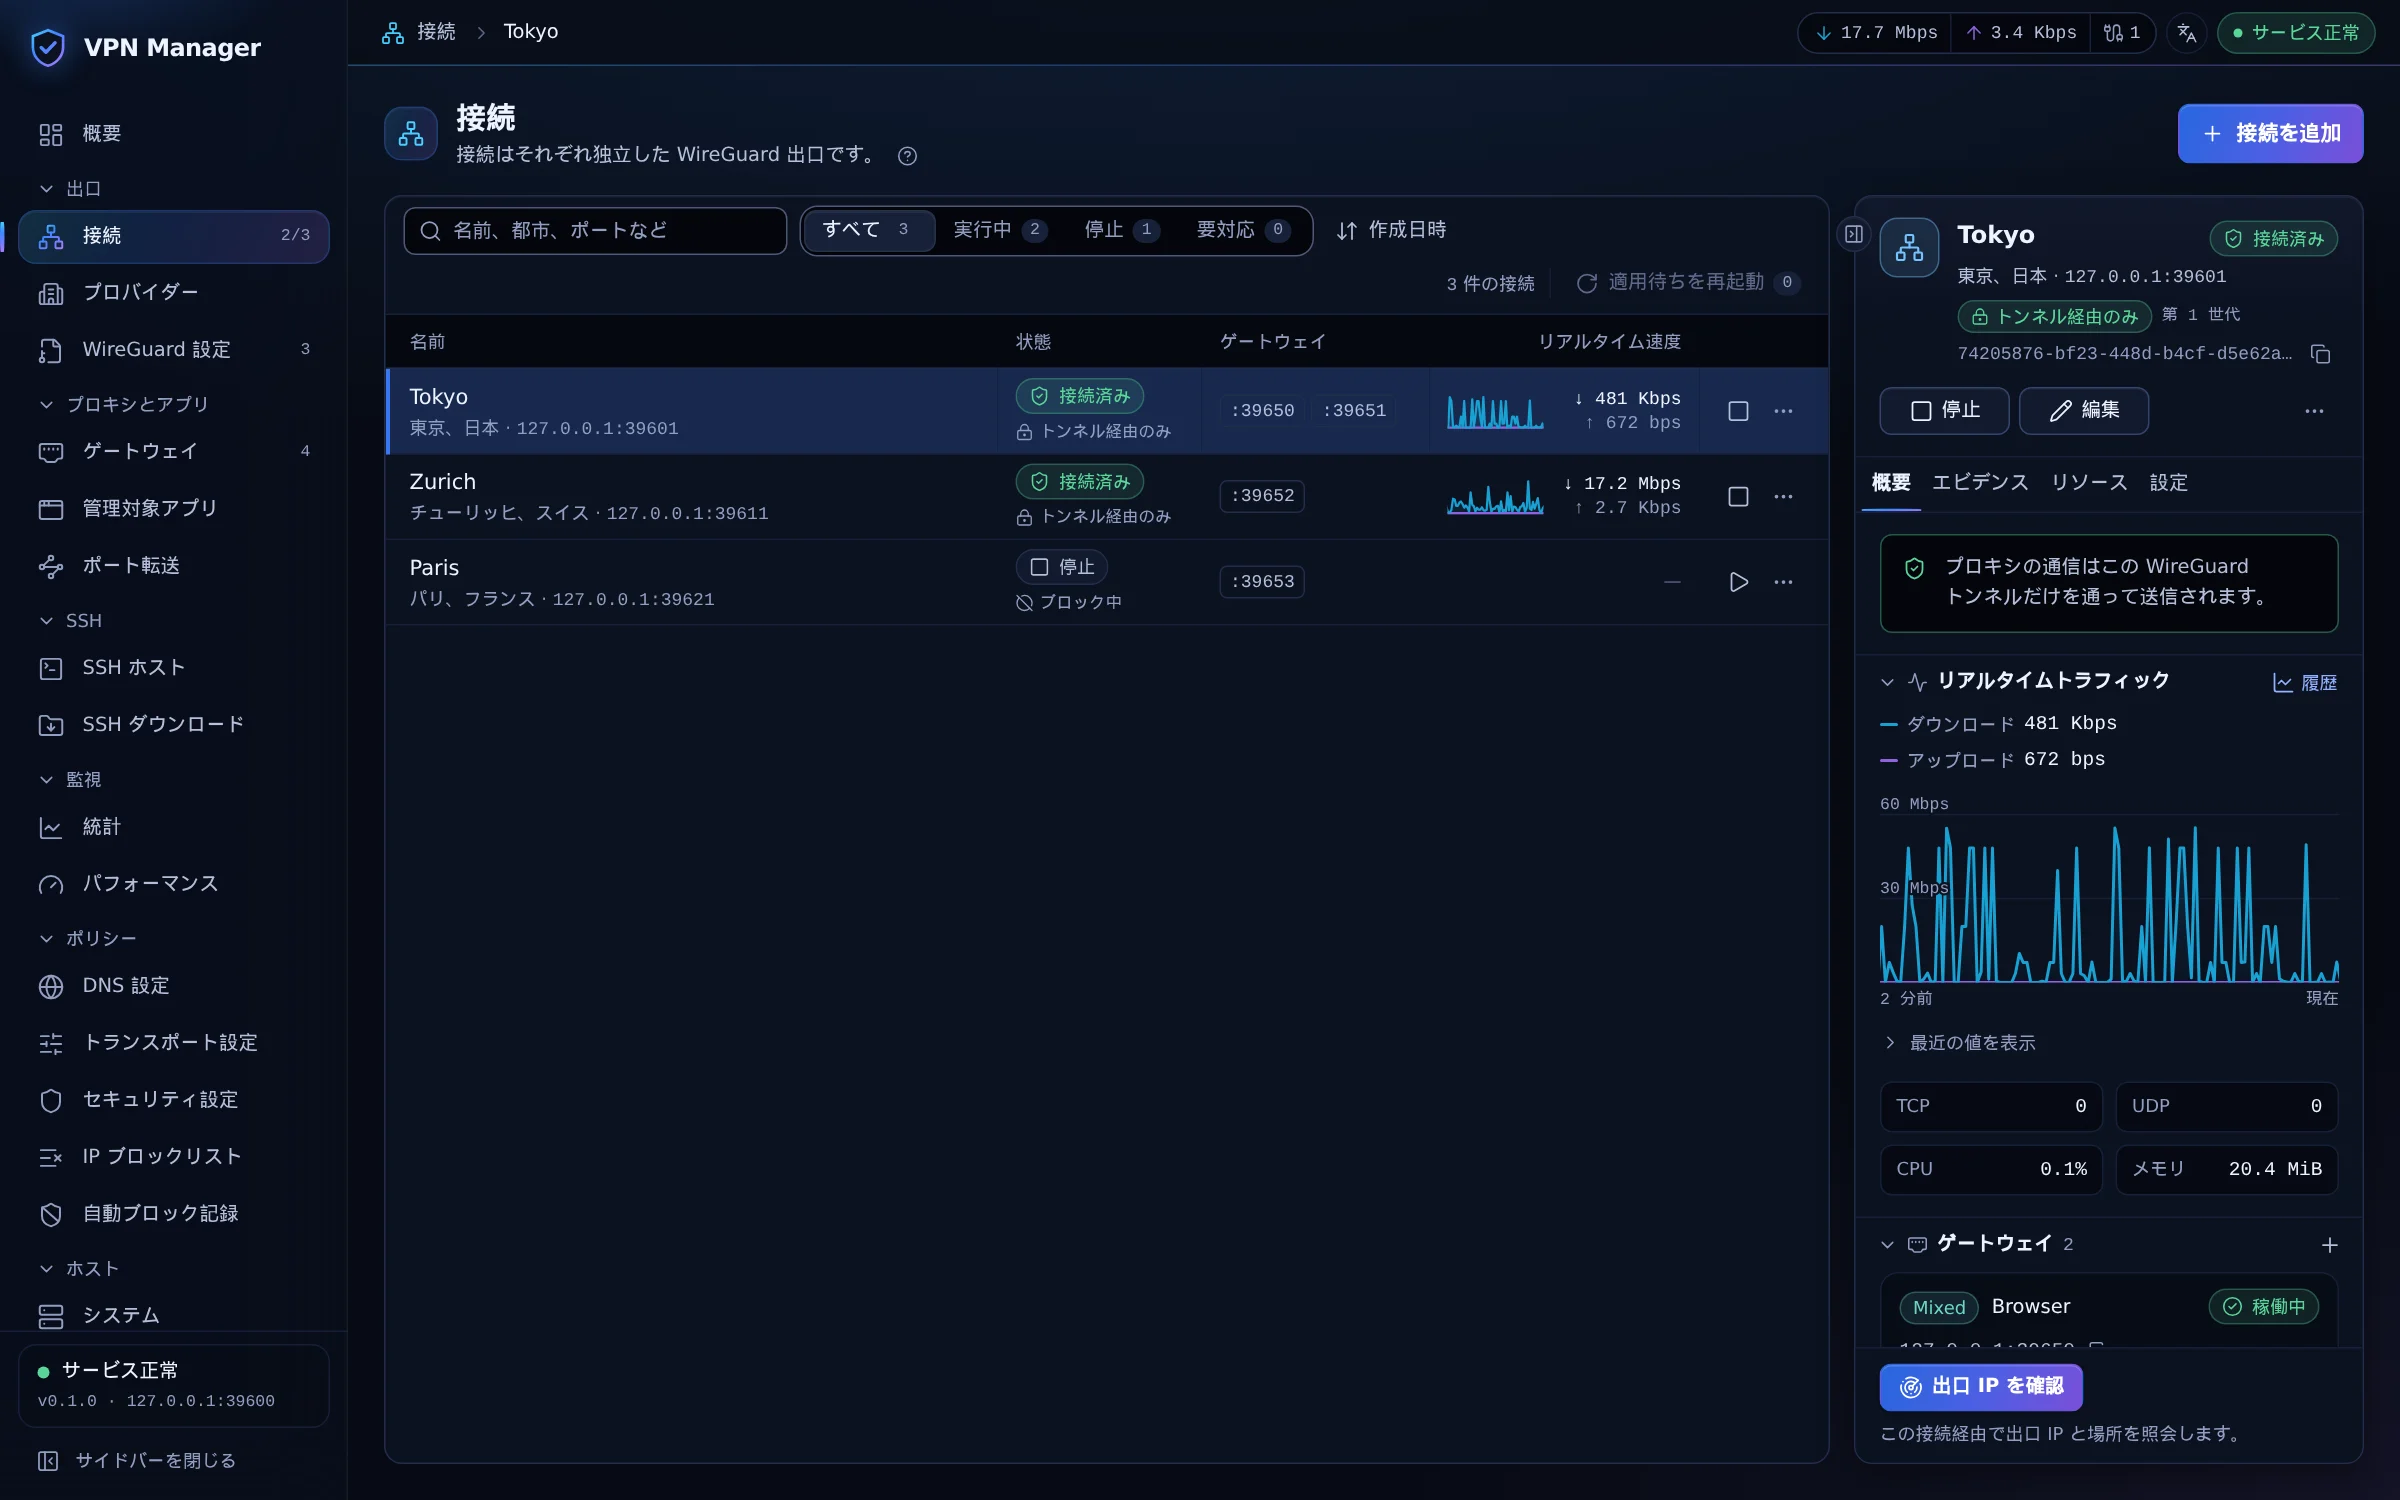 VPN Manager
概要
出口
接続 2/3
プロバイダー
WireGuard 設定 3
プロキシとアプリ
ゲートウェイ 4
管理対象アプリ
ポート転送
SSH
SSH ホスト
SSH ダウンロード
監視
統計
パフォーマンス
ポリシー
DNS 設定
トランスポート設定
セキュリティ設定
IP ブロックリスト
自動ブロック記録
ホスト
システム
サービス正常
v0.1.0 · 127.0.0.1:39600
サイドバーを閉じる
接続 Tokyo
17.7 Mbps 3.4 Kbps 1 サービス正常
接続
接続はそれぞれ独立した WireGuard 出口です。
接続を追加
名前、都市、ポートなど すべて 3 実行中 2 停止 1 要対応 0 作成日時
3 件の接続 適用待ちを再起動 0
名前 状態 ゲートウェイ リアルタイム速度
Tokyo 接続済み :39650 :39651 ↓ 481 Kbps
東京、日本 · 127.0.0.1:39601 トンネル経由のみ ↑ 672 bps
Zurich 接続済み :39652 ↓ 17.2 Mbps
チューリッヒ、スイス · 127.0.0.1:39611 トンネル経由のみ ↑ 2.7 Kbps
Paris 停止 :39653 —
パリ、フランス · 127.0.0.1:39621 ブロック中
Tokyo 接続済み
東京、日本 · 127.0.0.1:39601
トンネル経由のみ 第 1 世代
74205876-bf23-448d-b4cf-d5e62a…
停止 編集
概要 エビデンス リソース 設定
プロキシの通信はこの WireGuard
トンネルだけを通って送信されます。
リアルタイムトラフィック 履歴
ダウンロード 481 Kbps
アップロード 672 bps
60 Mbps
30 Mbps
2 分前 現在
最近の値を表示
TCP 0 UDP 0
CPU 0.1% メモリ 20.4 MiB
ゲートウェイ 2
Mixed Browser 稼働中
出口 IP を確認
この接続経由で出口 IP と場所を照会します。